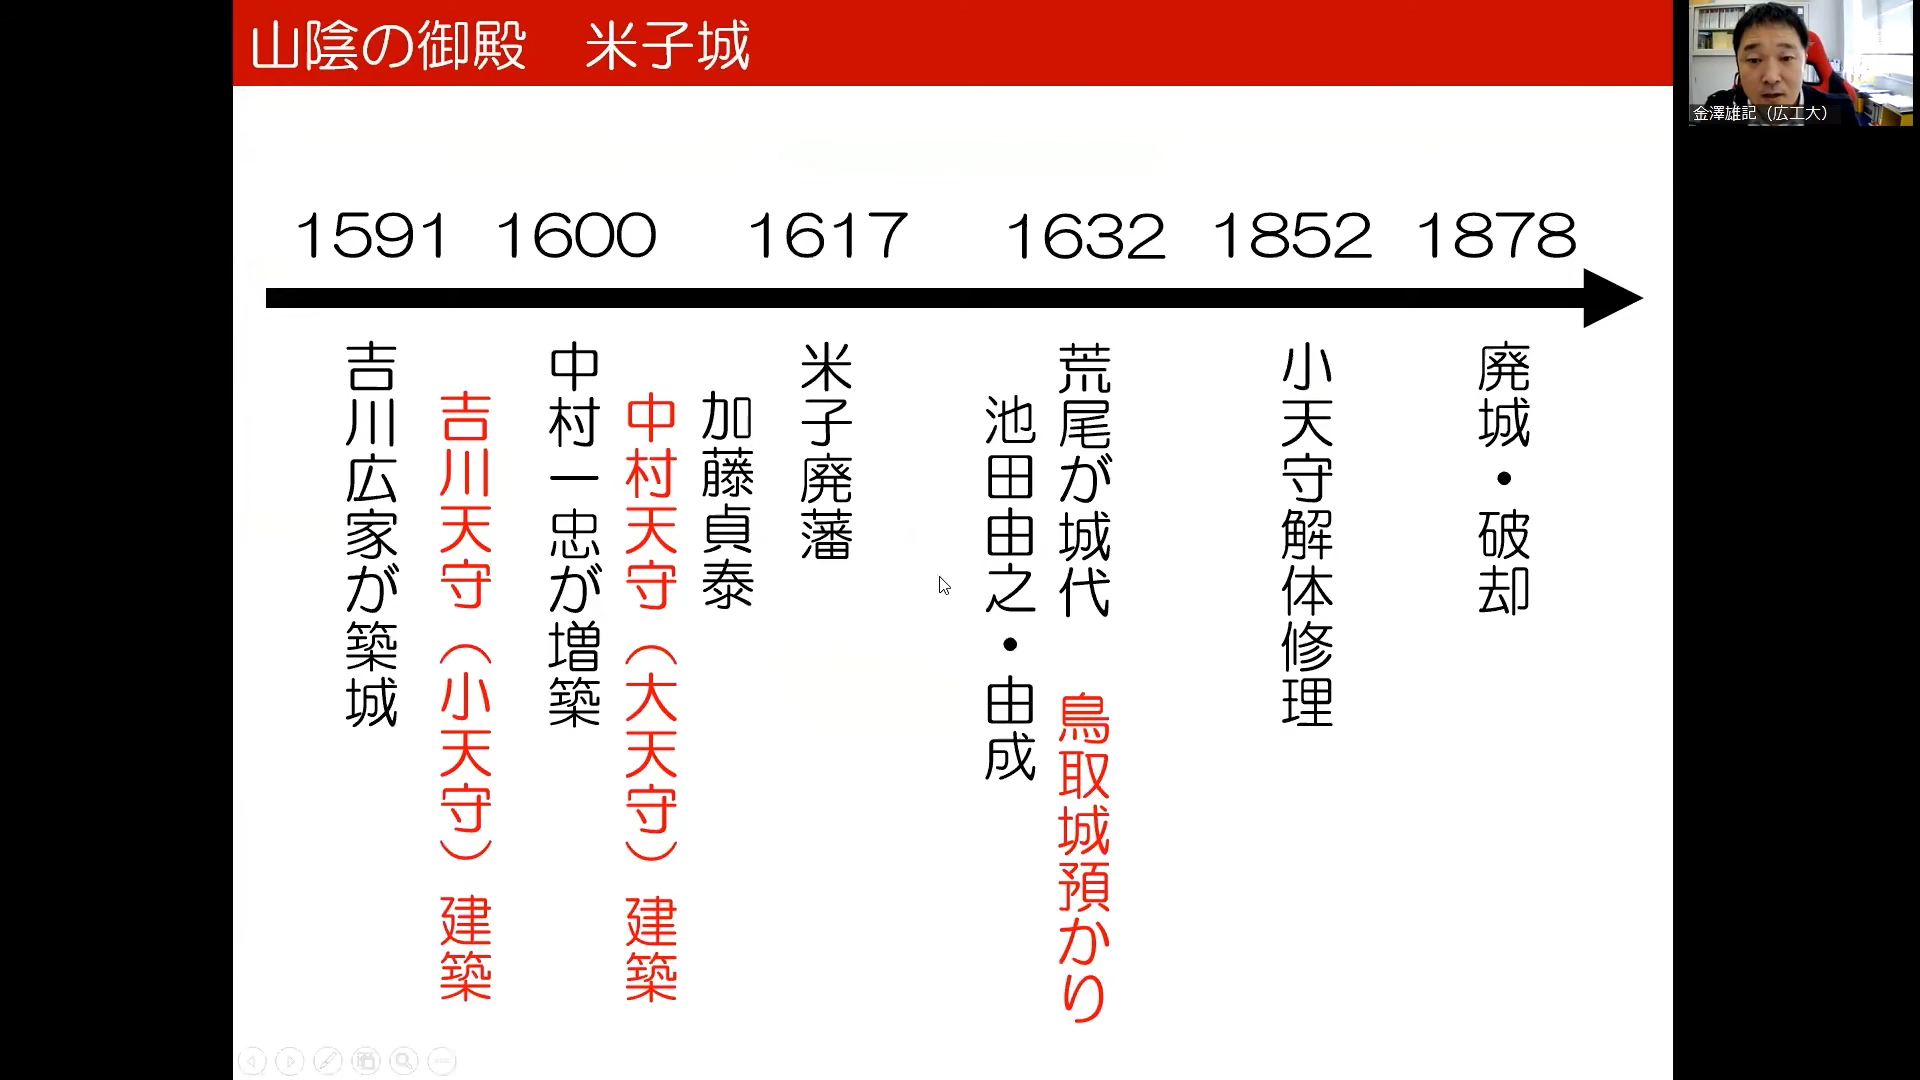 山陰の御殿　米子城
金澤雄記（広工大）
1591
1600
1617
1632
1852
1878
吉川広家が築城
吉川天守（小天守）建築
中村一忠が増築
中村天守（大天守）建築
加藤貞泰
米子廃藩
池田由之・由成
荒尾が城代　鳥取城預かり
小天守解体修理
廃城・破却